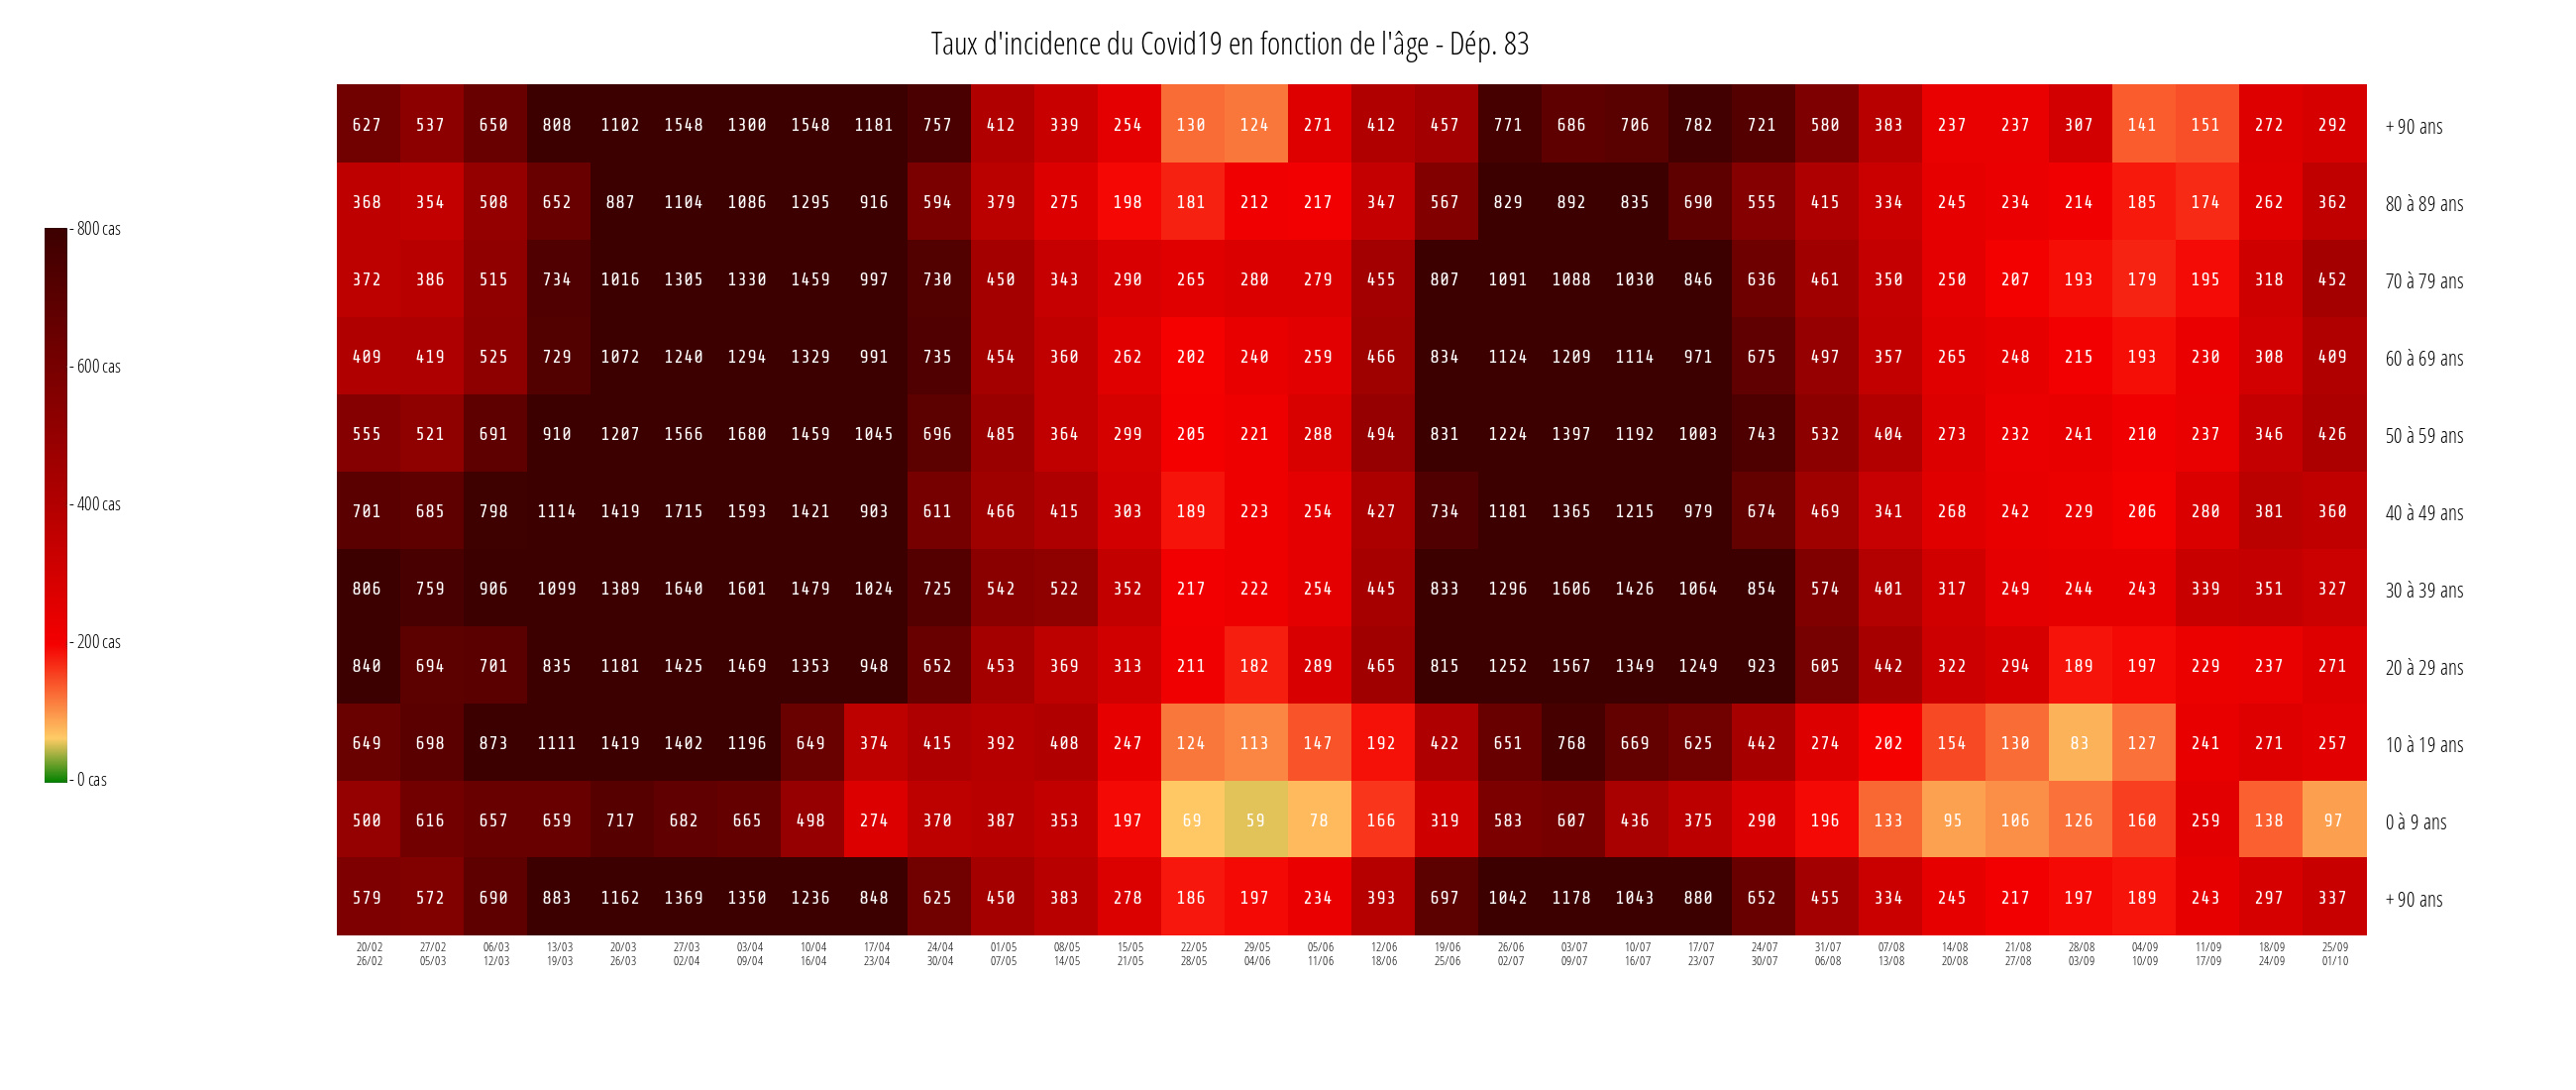 Taux d'incidence du Covid19 en fonction de l'âge - Dép. 83
627 537 650 808 1102 1548 1300 1548 1181 757 412 339 254 130 124 271 412 457 771 686 706 782 721 580 383 237 237 307 141 151 272 292 + 90 ans
368 354 508 652 887 1104 1086 1295 916 594 379 275 198 181 212 217 347 567 829 892 835 690 555 415 334 245 234 214 185 174 262 362 80 à 89 ans
- 800 cas
372 386 515 734 1016 1305 1330 1459 997 730 450 343 290 265 280 279 455 807 1091 1088 1030 846 636 461 350 250 207 193 179 195 318 452 70 à 79 ans
409 419 525 729 1072 1240 1294 1329 991 735 454 360 262 202 240 259 466 834 1124 1209 1114 971 675 497 357 265 248 215 193 230 308 409 60 à 69 ans
- 600 cas
555 521 691 910 1207 1566 1680 1459 1045 696 485 364 299 205 221 288 494 831 1224 1397 1192 1003 743 532 404 273 232 241 210 237 346 426 50 à 59 ans
- 400 cas
701 685 798 1114 1419 1715 1593 1421 903 611 466 415 303 189 223 254 427 734 1181 1365 1215 979 674 469 341 268 242 229 206 280 381 360 40 à 49 ans
806 759 906 1099 1389 1640 1601 1479 1024 725 542 522 352 217 222 254 445 833 1296 1606 1426 1064 854 574 401 317 249 244 243 339 351 327 30 à 39 ans
- 200 cas
840 694 701 835 1181 1425 1469 1353 948 652 453 369 313 211 182 289 465 815 1252 1567 1349 1249 923 605 442 322 294 189 197 229 237 271 20 à 29 ans
649 698 873 1111 1419 1402 1196 649 374 415 392 408 247 124 113 147 192 422 651 768 669 625 442 274 202 154 130 83 127 241 271 257 10 à 19 ans
- 0 cas
500 616 657 659 717 682 665 498 274 370 387 353 197 69 59 78 166 319 583 607 436 375 290 196 133 95 106 126 160 259 138 97 0 à 9 ans
579 572 690 883 1162 1369 1350 1236 848 625 450 383 278 186 197 234 393 697 1042 1178 1043 880 652 455 334 245 217 197 189 243 297 337 + 90 ans
20/02 27/02 06/03 13/03 20/03 27/03 03/04 10/04 17/04 24/04 01/05 08/05 15/05 22/05 29/05 05/06 12/06 19/06 26/06 03/07 10/07 17/07 24/07 31/07 07/08 14/08 21/08 28/08 04/09 11/09 18/09 25/09
26/02 05/03 12/03 19/03 26/03 02/04 09/04 16/04 23/04 30/04 07/05 14/05 21/05 28/05 04/06 11/06 18/06 25/06 02/07 09/07 16/07 23/07 30/07 06/08 13/08 20/08 27/08 03/09 10/09 17/09 24/09 01/10